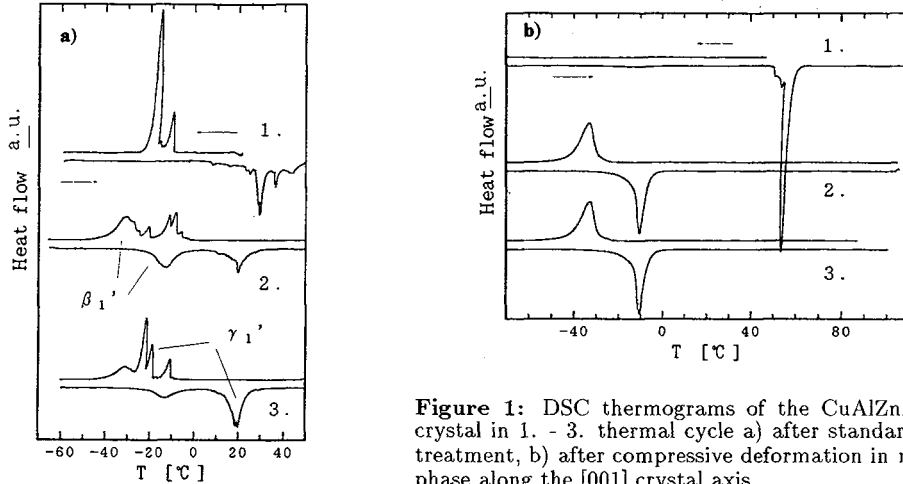 a)
Heat flow a.u.
1.
2.
β₁'
γ₁'
3.
-60 -40 -20 0 20 40
T [℃]
b)
Heat flow a.u.
1.
2.
3.
-40 0 40 80
T [℃]
Figure 1: DSC thermograms of the CuAlZn
crystal in 1. - 3. thermal cycle a) after standar
treatment, b) after compressive deformation in
phase along the [001] crystal axis